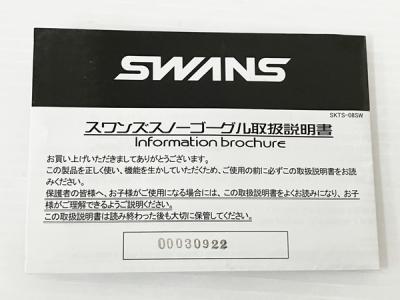 SWANS
SKTS-08SW
スワンズスノーゴーグル取扱説明書
Information brochure
お買い上げいただきましてありがとうございます。
この製品を正しく使い、機能を生かしていただくため、ご使用の前に必ずこの取扱説明書をお読
みください。
保護者の皆様へ、お子様がご使用になる場合には、この取扱説明書をよくお読みになり、お子
様がご理解できるようご説明ください。
この取扱説明書は読み終わった後も大切に保管してください。
00030922